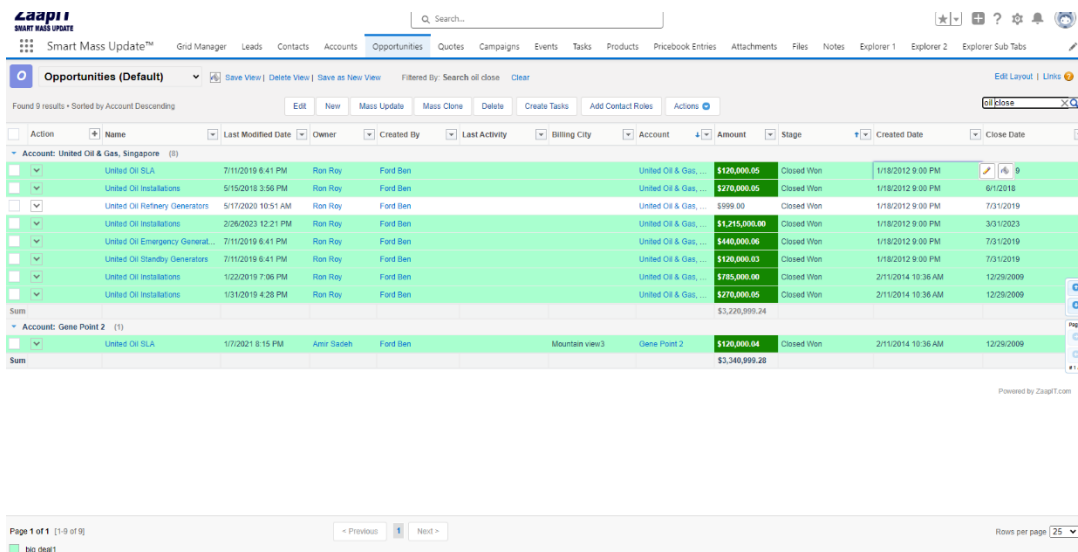 ZaapIT
SMART MASS UPDATE
Search...
Smart Mass Update™ Grid Manager Leads Contacts Accounts Opportunities Quotes Campaigns Events Tasks Products Pricebook Entries Attachments Files Notes Explorer 1 Explorer 2 Explorer Sub Tabs
O Opportunities (Default) Save View | Delete View | Save as New View Filtered By: Search oil close Clear Edit Layout | Links
Found 9 results • Sorted by Account Descending Edit New Mass Update Mass Clone Delete Create Tasks Add Contact Roles Actions oil close
Action Name Last Modified Date Owner Created By Last Activity Billing City Account Amount Stage Created Date Close Date
Account: United Oil & Gas, Singapore (8)
United Oil SLA 7/11/2019 6:41 PM Ron Roy Ford Ben United Oil & Gas, ... $120,000.05 Closed Won 1/18/2012 9:00 PM 9
United Oil Installations 5/15/2018 3:56 PM Ron Roy Ford Ben United Oil & Gas, ... $270,000.05 Closed Won 1/18/2012 9:00 PM 6/1/2018
United Oil Refinery Generators 5/17/2020 10:51 AM Ron Roy Ford Ben United Oil & Gas, ... $999.00 Closed Won 1/18/2012 9:00 PM 7/31/2019
United Oil Installations 2/26/2023 12:21 PM Ron Roy Ford Ben United Oil & Gas, ... $1,215,000.00 Closed Won 1/18/2012 9:00 PM 3/31/2023
United Oil Emergency Generat... 7/11/2019 6:41 PM Ron Roy Ford Ben United Oil & Gas, ... $440,000.06 Closed Won 1/18/2012 9:00 PM 7/31/2019
United Oil Standby Generators 7/11/2019 6:41 PM Ron Roy Ford Ben United Oil & Gas, ... $120,000.03 Closed Won 1/18/2012 9:00 PM 7/31/2019
United Oil Installations 1/22/2019 7:06 PM Ron Roy Ford Ben United Oil & Gas, ... $785,000.00 Closed Won 2/11/2014 10:36 AM 12/29/2009
United Oil Installations 1/31/2019 4:28 PM Ron Roy Ford Ben United Oil & Gas, ... $270,000.05 Closed Won 2/11/2014 10:36 AM 12/29/2009
Sum $3,220,999.24
Account: Gene Point 2 (1)
United Oil SLA 1/7/2021 8:15 PM Amir Sadeh Ford Ben Mountain view3 Gene Point 2 $120,000.04 Closed Won 2/11/2014 10:36 AM 12/29/2009
Sum $3,340,999.28
Powered by ZaapIT.com
Page 1 of 1 [1-9 of 9] < Previous 1 Next > Rows per page 25
big deal1